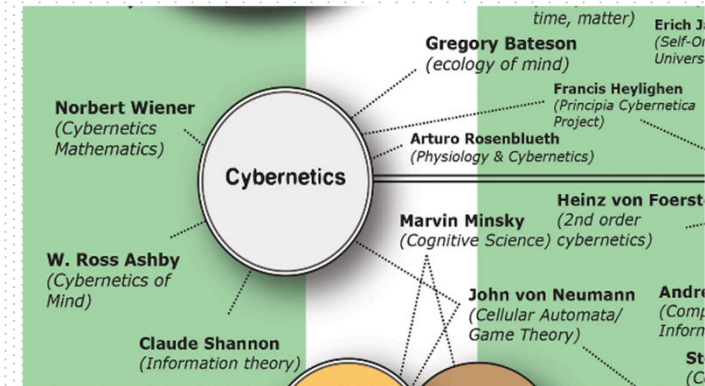 time, matter)
Erich
(Self-
Gregory Bateson
(ecology of mind)
Francis Heylighen
(Principia Cybernetica
Project)
Norbert Wiener
(Cybernetics
Mathematics)
Arturo Rosenblueth
(Physiology & Cybernetics)
Cybernetics
Marvin Minsky
(Cognitive Science)
Heinz von
(2nd order
cybernetics)
W. Ross Ashby
(Cybernetics of
Mind)
John von Neumann
(Cellular Automata/
Game Theory)
Claude Shannon
(Information theory)